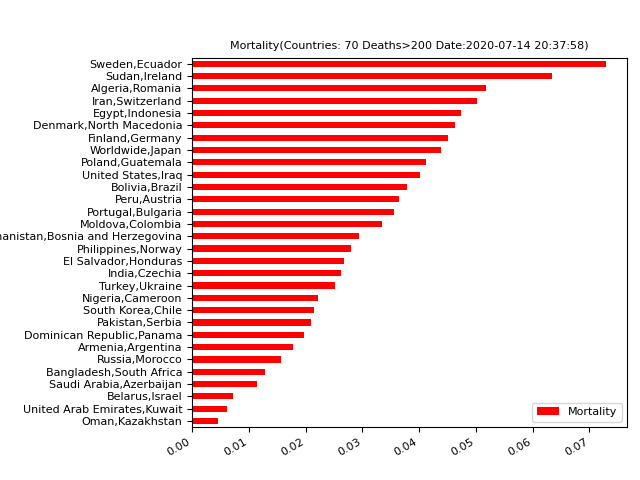 Mortality(Countries: 70 Deaths>200 Date:2020-07-14 20:37:58)
Sweden,Ecuador
Sudan,Ireland
Algeria,Romania
Iran,Switzerland
Egypt,Indonesia
Denmark,North Macedonia
Finland,Germany
Worldwide,Japan
Poland,Guatemala
United States,Iraq
Bolivia,Brazil
Peru,Austria
Portugal,Bulgaria
Moldova,Colombia
hanistan,Bosnia and Herzegovina
Philippines,Norway
El Salvador,Honduras
India,Czechia
Turkey,Ukraine
Nigeria,Cameroon
South Korea,Chile
Pakistan,Serbia
Dominican Republic,Panama
Armenia,Argentina
Russia,Morocco
Bangladesh,South Africa
Saudi Arabia,Azerbaijan
Belarus,Israel
United Arab Emirates,Kuwait
Oman,Kazakhstan
Mortality
0.00 0.01 0.02 0.03 0.04 0.05 0.06 0.07